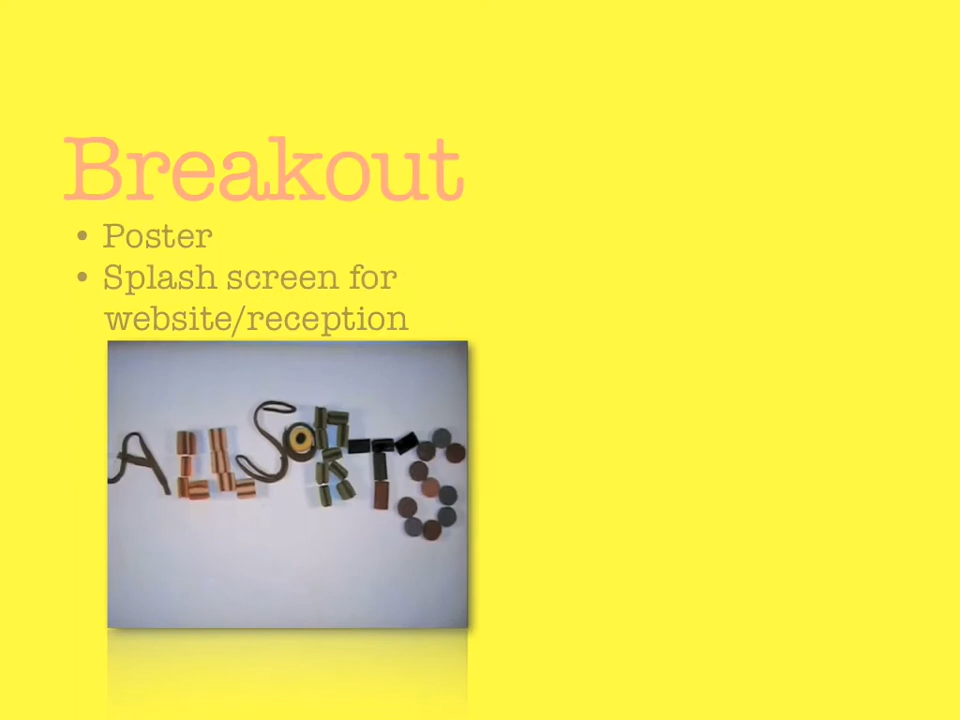 Breakout
• Poster
• Splash screen for
website/reception
ALLSORTS